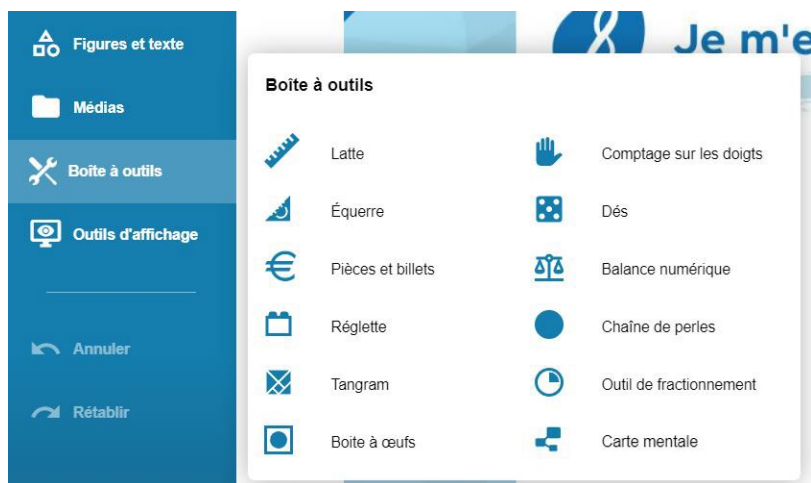 Figures et texte
Médias
Boîte à outils
Outils d'affichage
Annuler
Rétablir
Je m'e
Boîte à outils
Latte
Comptage sur les doigts
Équerre
Dés
Pièces et billets
Balance numérique
Réglette
Chaîne de perles
Tangram
Outil de fractionnement
Boite à œufs
Carte mentale